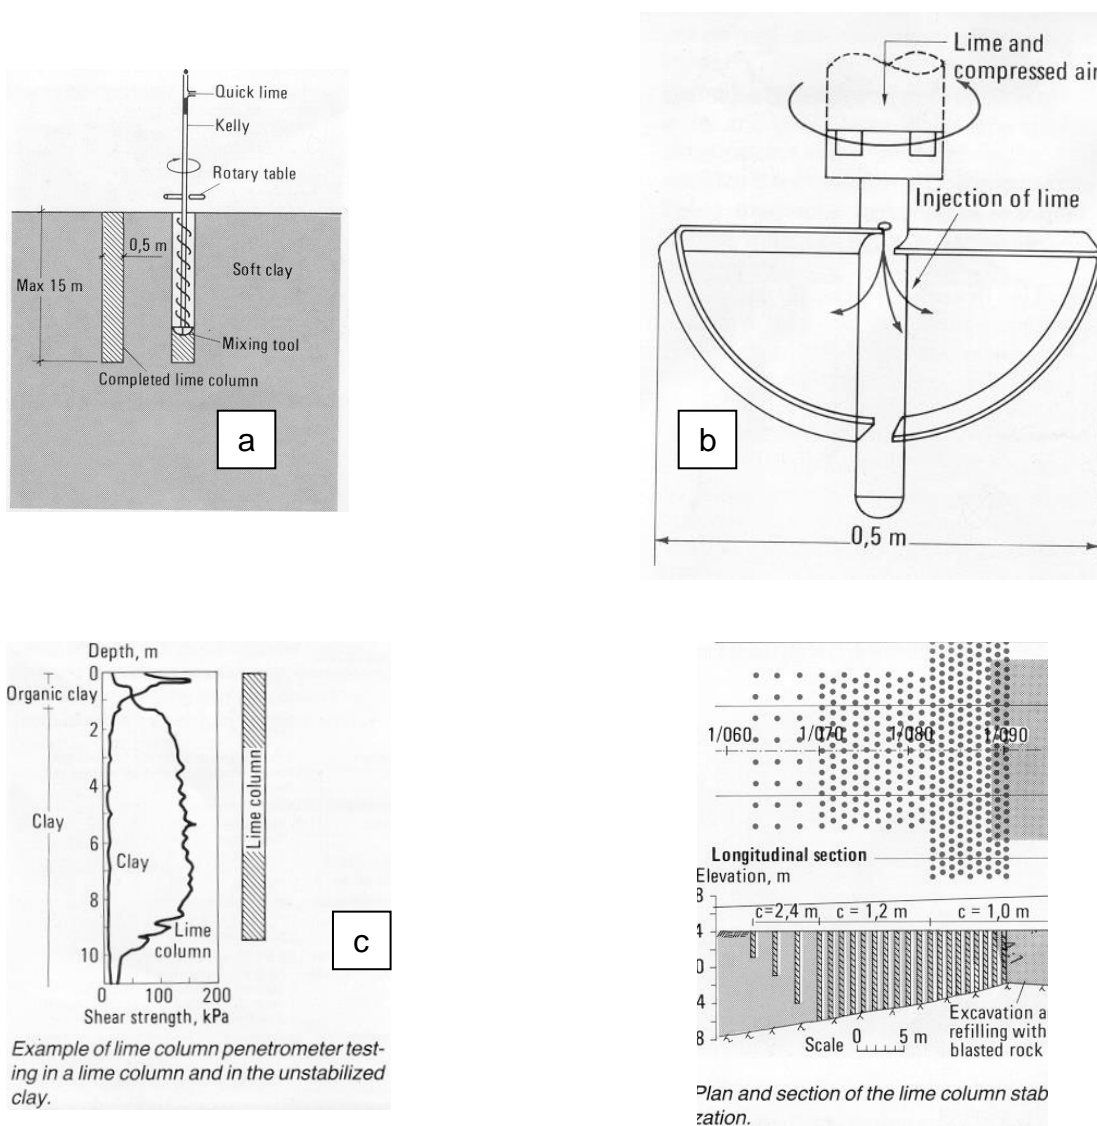 Quick lime
Kelly
Rotary table
0,5 m
Soft clay
Max 15 m
Mixing tool
Completed lime column
a
Lime and
compressed air
Injection of lime
b
0,5 m
Depth, m
0
Organic clay
2
4
Clay
6
Clay
8
Lime
column
10
0 100 200
Shear strength, kPa
Lime column
c
Example of lime column penetrometer test-
ing in a lime column and in the unstabilized
clay.
1/060 1/070 1/080 1/090
Longitudinal section
Elevation, m
8
c=2,4 m c = 1,2 m c = 1,0 m
4
0
4
8
Scale 0 5 m
Excavation a
refilling with
blasted rock
Plan and section of the lime column stab
zation.